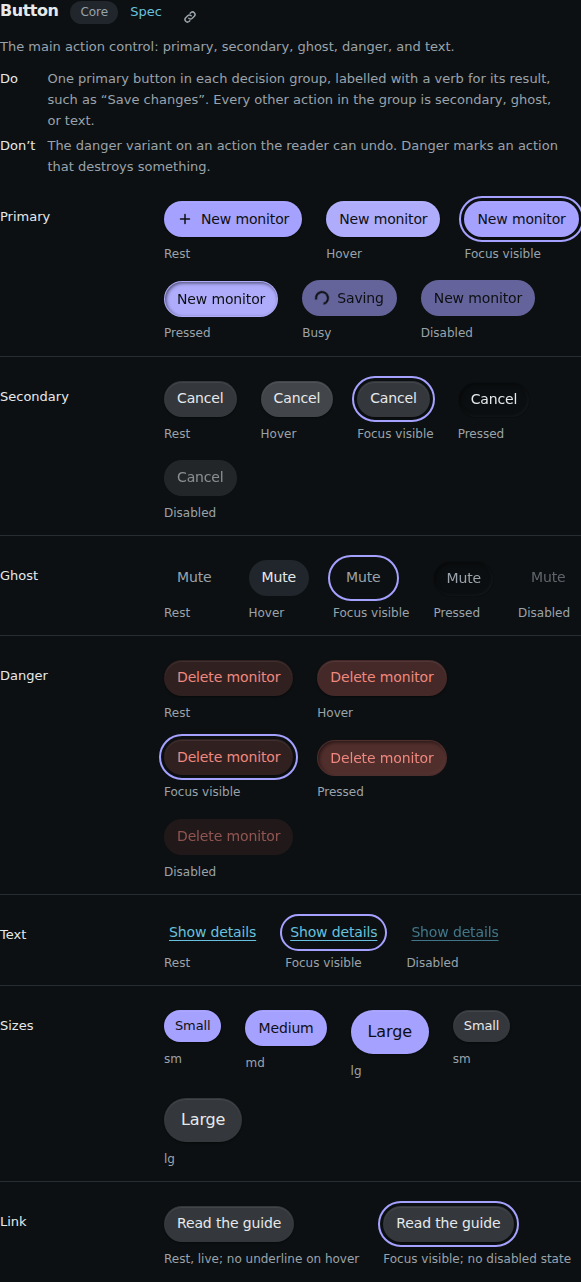 Button Core Spec
The main action control: primary, secondary, ghost, danger, and text.
Do One primary button in each decision group, labelled with a verb for its result,
such as “Save changes”. Every other action in the group is secondary, ghost,
or text.
Don’t The danger variant on an action the reader can undo. Danger marks an action
that destroys something.
Primary New monitor New monitor New monitor
Rest Hover Focus visible
New monitor Saving New monitor
Pressed Busy Disabled
Secondary Cancel Cancel Cancel Cancel
Rest Hover Focus visible Pressed
Cancel
Disabled
Ghost Mute Mute Mute Mute Mute
Rest Hover Focus visible Pressed Disabled
Danger Delete monitor Delete monitor
Rest Hover
Delete monitor Delete monitor
Focus visible Pressed
Delete monitor
Disabled
Text Show details Show details Show details
Rest Focus visible Disabled
Sizes Small Medium Large Small
sm md lg sm
Large
lg
Link Read the guide Read the guide
Rest, live; no underline on hover Focus visible; no disabled state